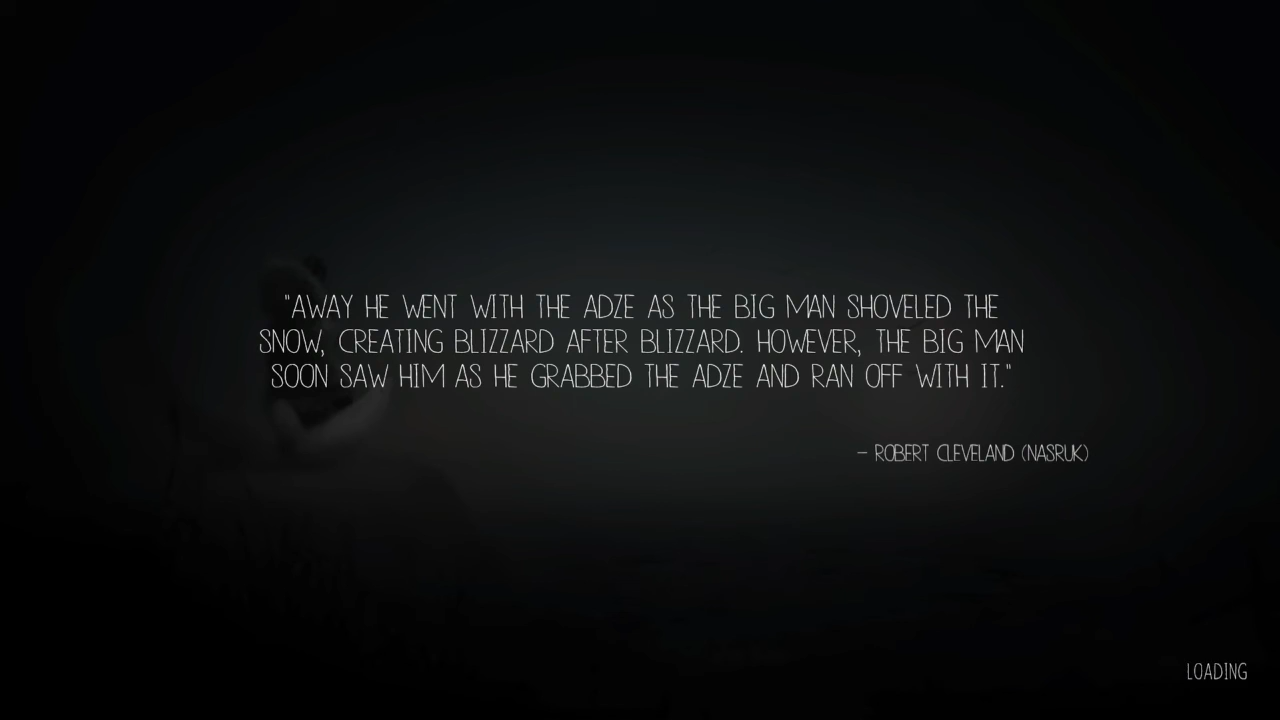 "AWAY HE WENT WITH THE ADZE AS THE BIG MAN SHOVELED THE
SNOW, CREATING BLIZZARD AFTER BLIZZARD. HOWEVER, THE BIG MAN
SOON SAW HIM AS HE GRABBED THE ADZE AND RAN OFF WITH IT."
– ROBERT CLEVELAND (NASRUK)
LOADING